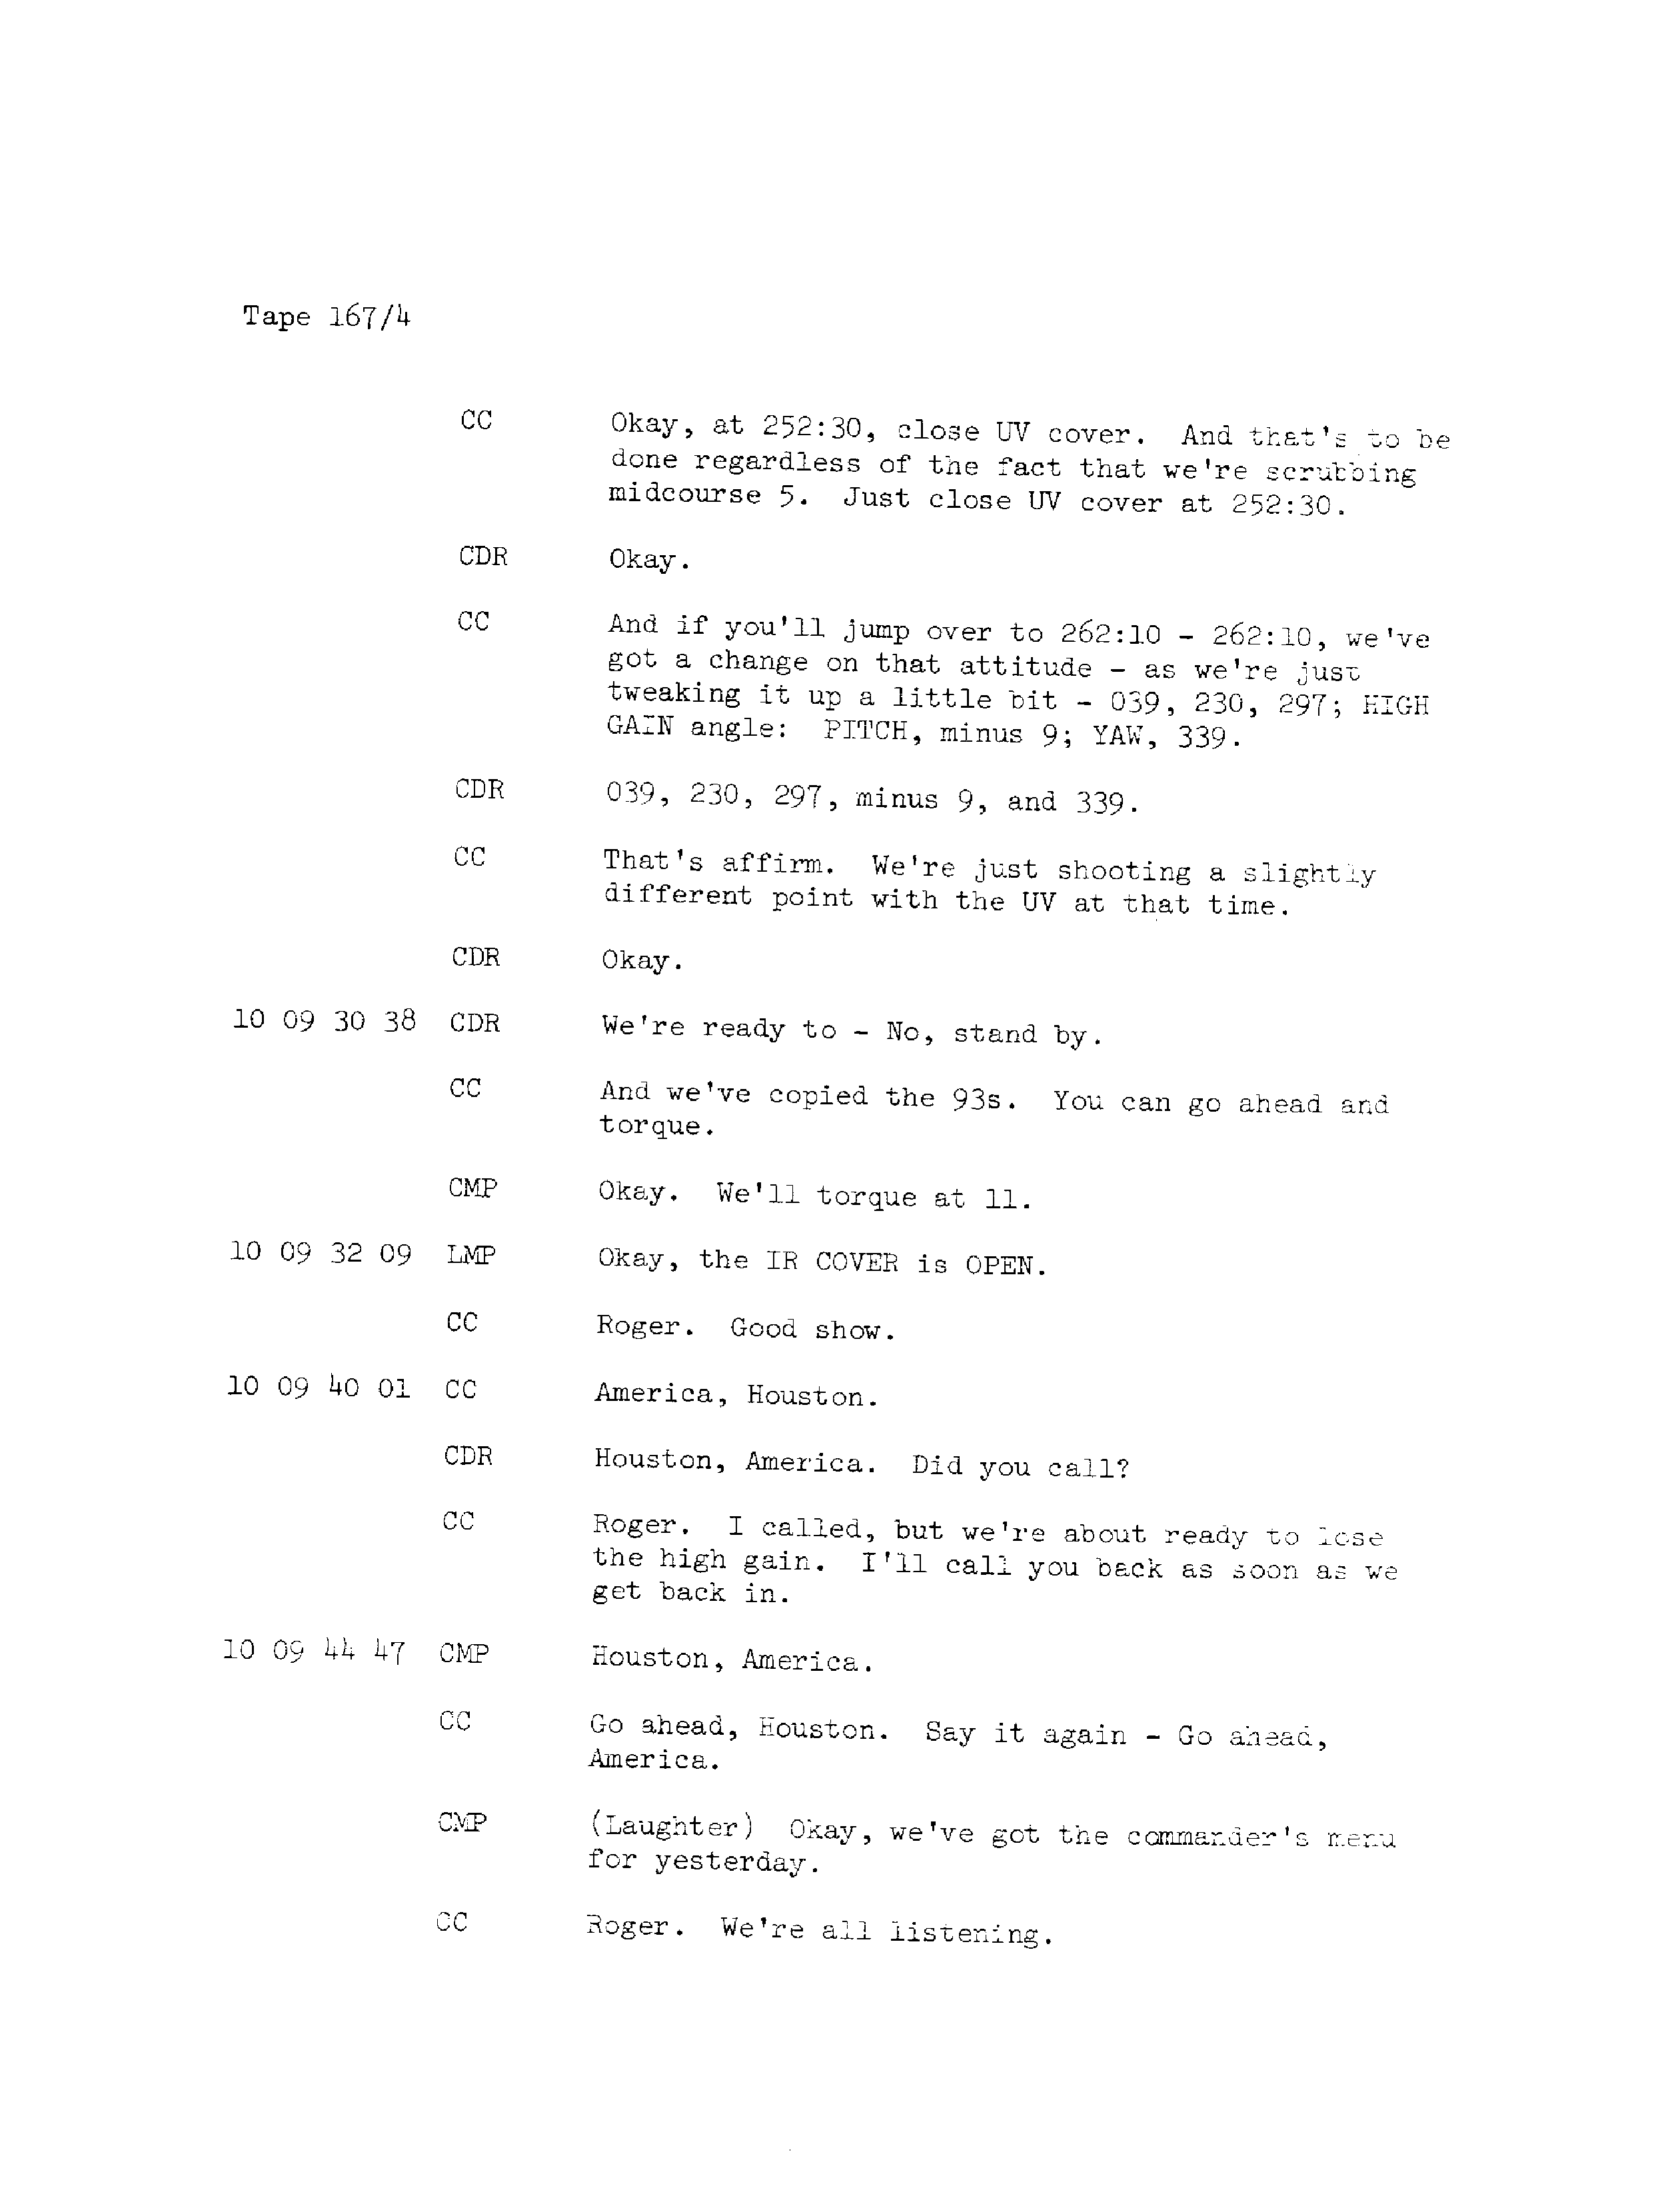 Tape 167/4
CC Okay, at 252:30, close UV cover. And that's to be
done regardless of the fact that we're scrubbing
midcourse 5. Just close UV cover at 252:30.
CDR Okay.
CC And if you'll jump over to 262:10 - 262:10, we've
got a change on that attitude - as we're just
tweaking it up a little bit - 039, 230, 297; HIGH
GAIN angle: PITCH, minus 9; YAW, 339.
CDR 039, 230, 297, minus 9, and 339.
CC That's affirm. We're just shooting a slightly
different point with the UV at that time.
CDR Okay.
10 09 30 38 CDR We're ready to - No, stand by.
CC And we've copied the 93s. You can go ahead and
torque.
CMP Okay. We'll torque at 11.
10 09 32 09 LMP Okay, the IR COVER is OPEN.
CC Roger. Good show.
10 09 40 01 CC America, Houston.
CDR Houston, America. Did you call?
CC Roger. I called, but we're about ready to lose
the high gain. I'll call you back as soon as we
get back in.
10 09 44 47 CMP Houston, America.
CC Go ahead, Houston. Say it again - Go ahead,
America.
CMP (Laughter) Okay, we've got the commander's menu
for yesterday.
CC Roger. We're all listening.